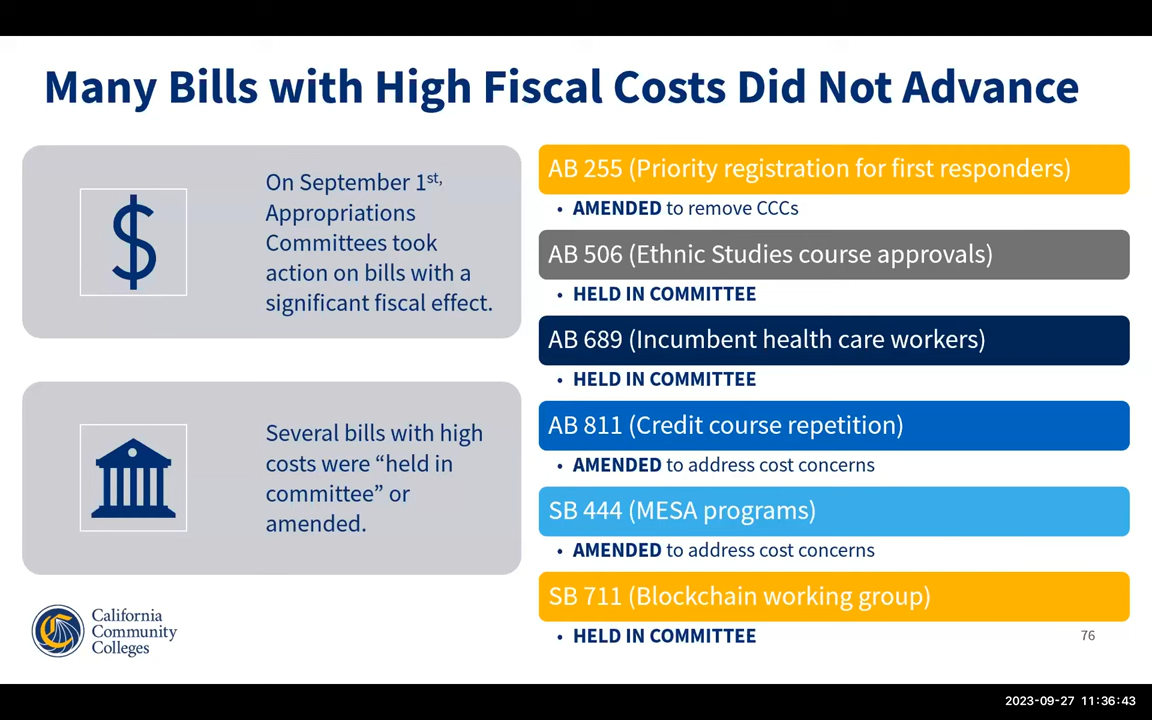 Many Bills with High Fiscal Costs Did Not Advance
$
On September 1st,
Appropriations
Committees took
action on bills with a
significant fiscal effect.
Several bills with high
costs were “held in
committee” or
amended.
AB 255 (Priority registration for first responders)
• AMENDED to remove CCCs
AB 506 (Ethnic Studies course approvals)
• HELD IN COMMITTEE
AB 689 (Incumbent health care workers)
• HELD IN COMMITTEE
AB 811 (Credit course repetition)
• AMENDED to address cost concerns
SB 444 (MESA programs)
• AMENDED to address cost concerns
SB 711 (Blockchain working group)
• HELD IN COMMITTEE
California
Community
Colleges
76
2023-09-27 11:36:43